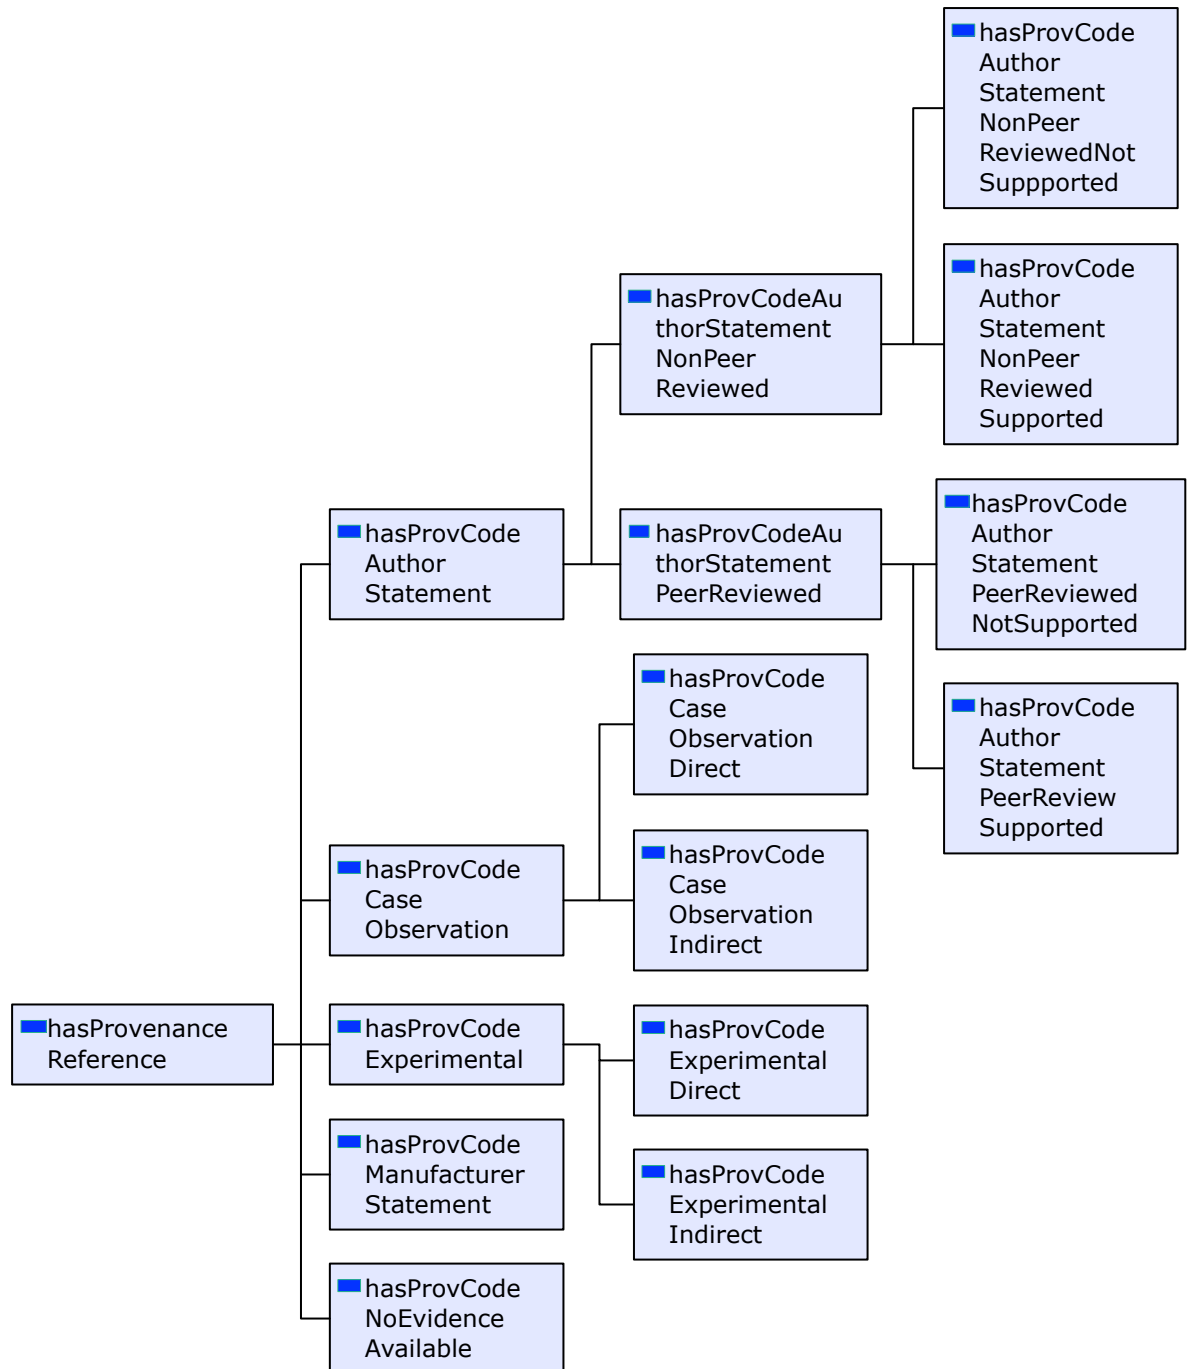 hasProvCode
Author
Statement
NonPeer
ReviewedNot
Suppported
hasProvCode
Author
Statement
NonPeer
Reviewed
Supported
hasProvCodeAu
thorStatement
NonPeer
Reviewed
hasProvCode
Author
Statement
hasProvCodeAu
thorStatement
PeerReviewed
hasProvCode
Author
Statement
PeerReviewed
NotSupported
hasProvCode
Case
Observation
Direct
hasProvCode
Author
Statement
PeerReview
Supported
hasProvCode
Case
Observation
hasProvCode
Case
Observation
Indirect
hasProvenance
Reference
hasProvCode
Experimental
hasProvCode
Experimental
Direct
hasProvCode
Manufacturer
Statement
hasProvCode
Experimental
Indirect
hasProvCode
NoEvidence
Available